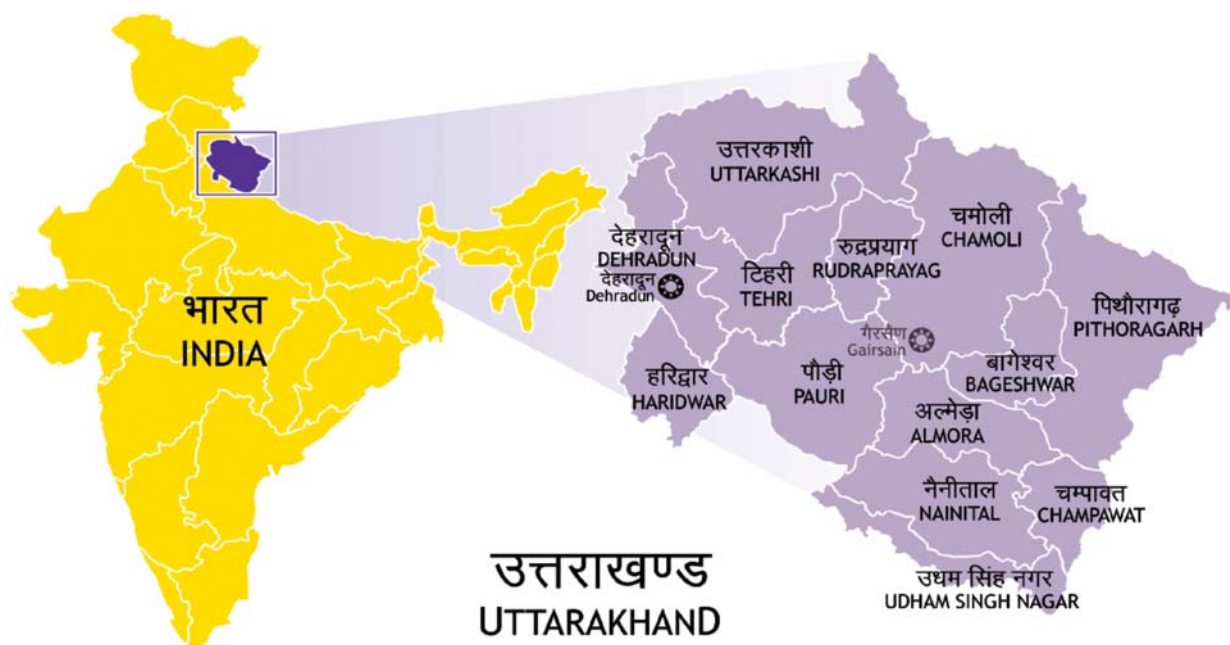 भारत
INDIA
उत्तराखण्ड
UTTARAKHAND
उत्तरकाशी
UTTARKASHI
चमोली
CHAMOLI
देहरादून
DEHRADUN
देहरादून
Dehradun
टिहरी
TEHRI
रुद्रप्रयाग
RUDRAPRAYAG
पिथौरागढ़
PITHORAGARH
गैरसैण
Gairsain
हरिद्वार
HARIDWAR
पौड़ी
PAURI
बागेश्वर
BAGESHWAR
अल्मेड़ा
ALMORA
नैनीताल
NAINITAL
चम्पावत
CHAMPAWAT
उधम सिंह नगर
UDHAM SINGH NAGAR